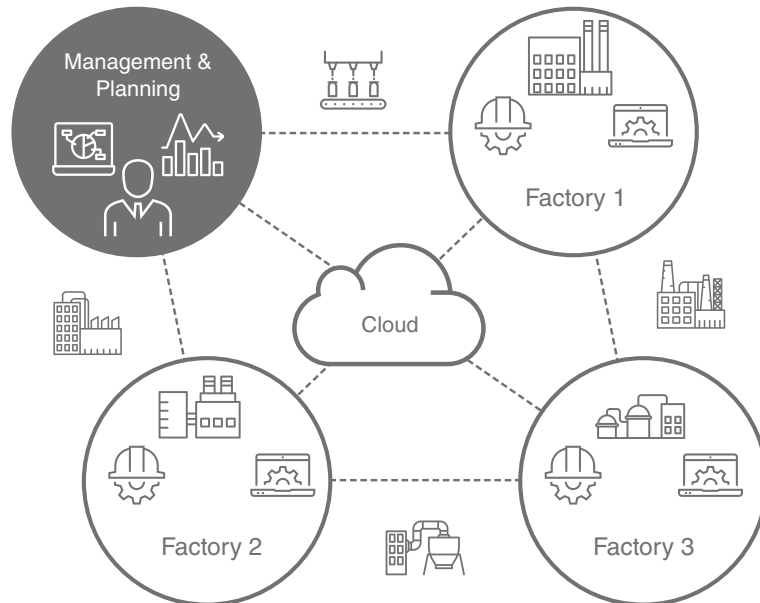 Management &
Planning
Factory 1
Cloud
Factory 2
Factory 3